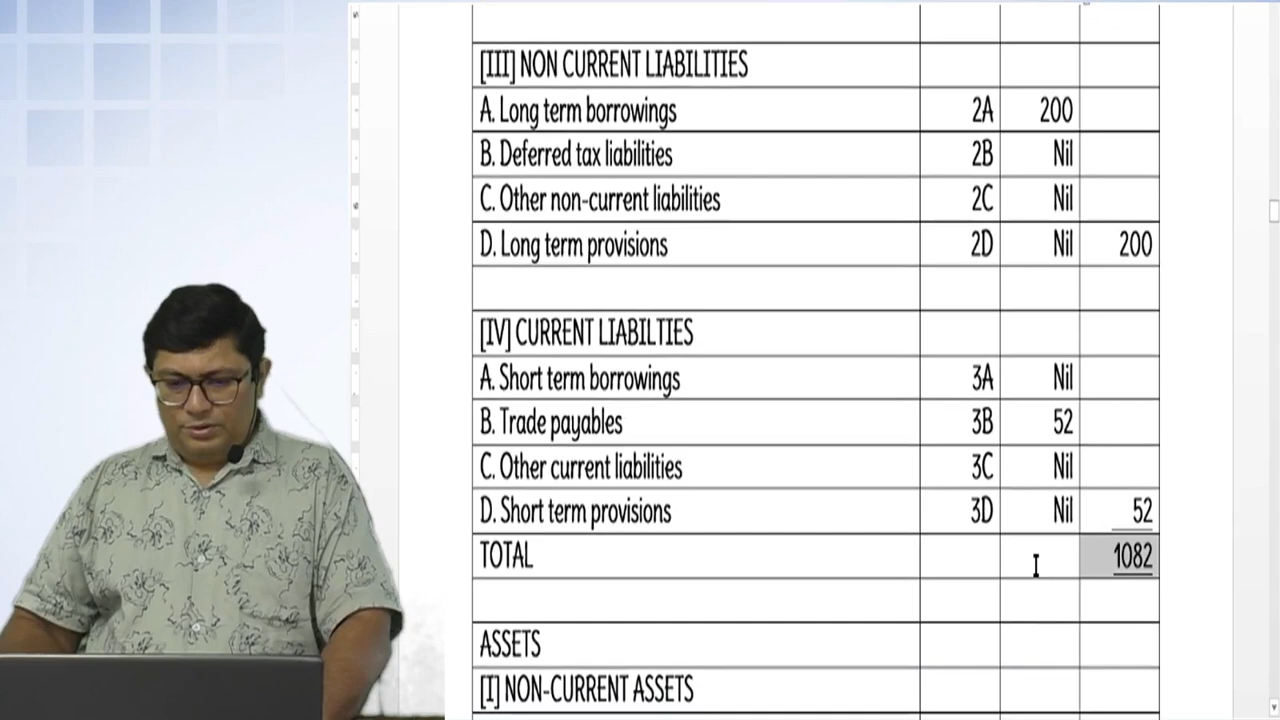 [III] NON CURRENT LIABILITIES
A. Long term borrowings 2A 200
B. Deferred tax liabilities 2B Nil
C. Other non-current liabilities 2C Nil
D. Long term provisions 2D Nil 200
[IV] CURRENT LIABILTIES
A. Short term borrowings 3A Nil
B. Trade payables 3B 52
C. Other current liabilities 3C Nil
D. Short term provisions 3D Nil 52
TOTAL 1082
ASSETS
[I] NON-CURRENT ASSETS